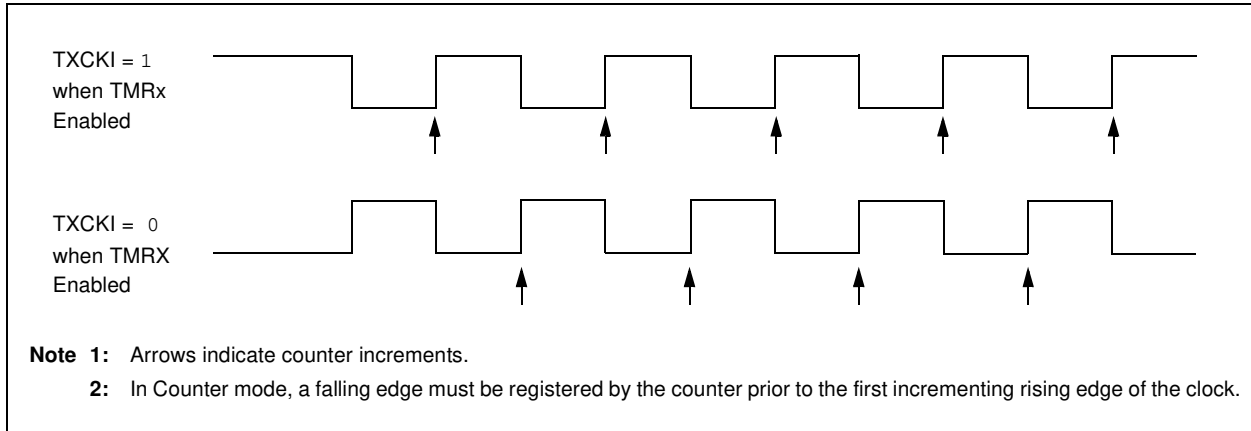 TXCKI = 1
when TMRx
Enabled
TXCKI = 0
when TMRX
Enabled
Note 1: Arrows indicate counter increments.
2: In Counter mode, a falling edge must be registered by the counter prior to the first incrementing rising edge of the clock.